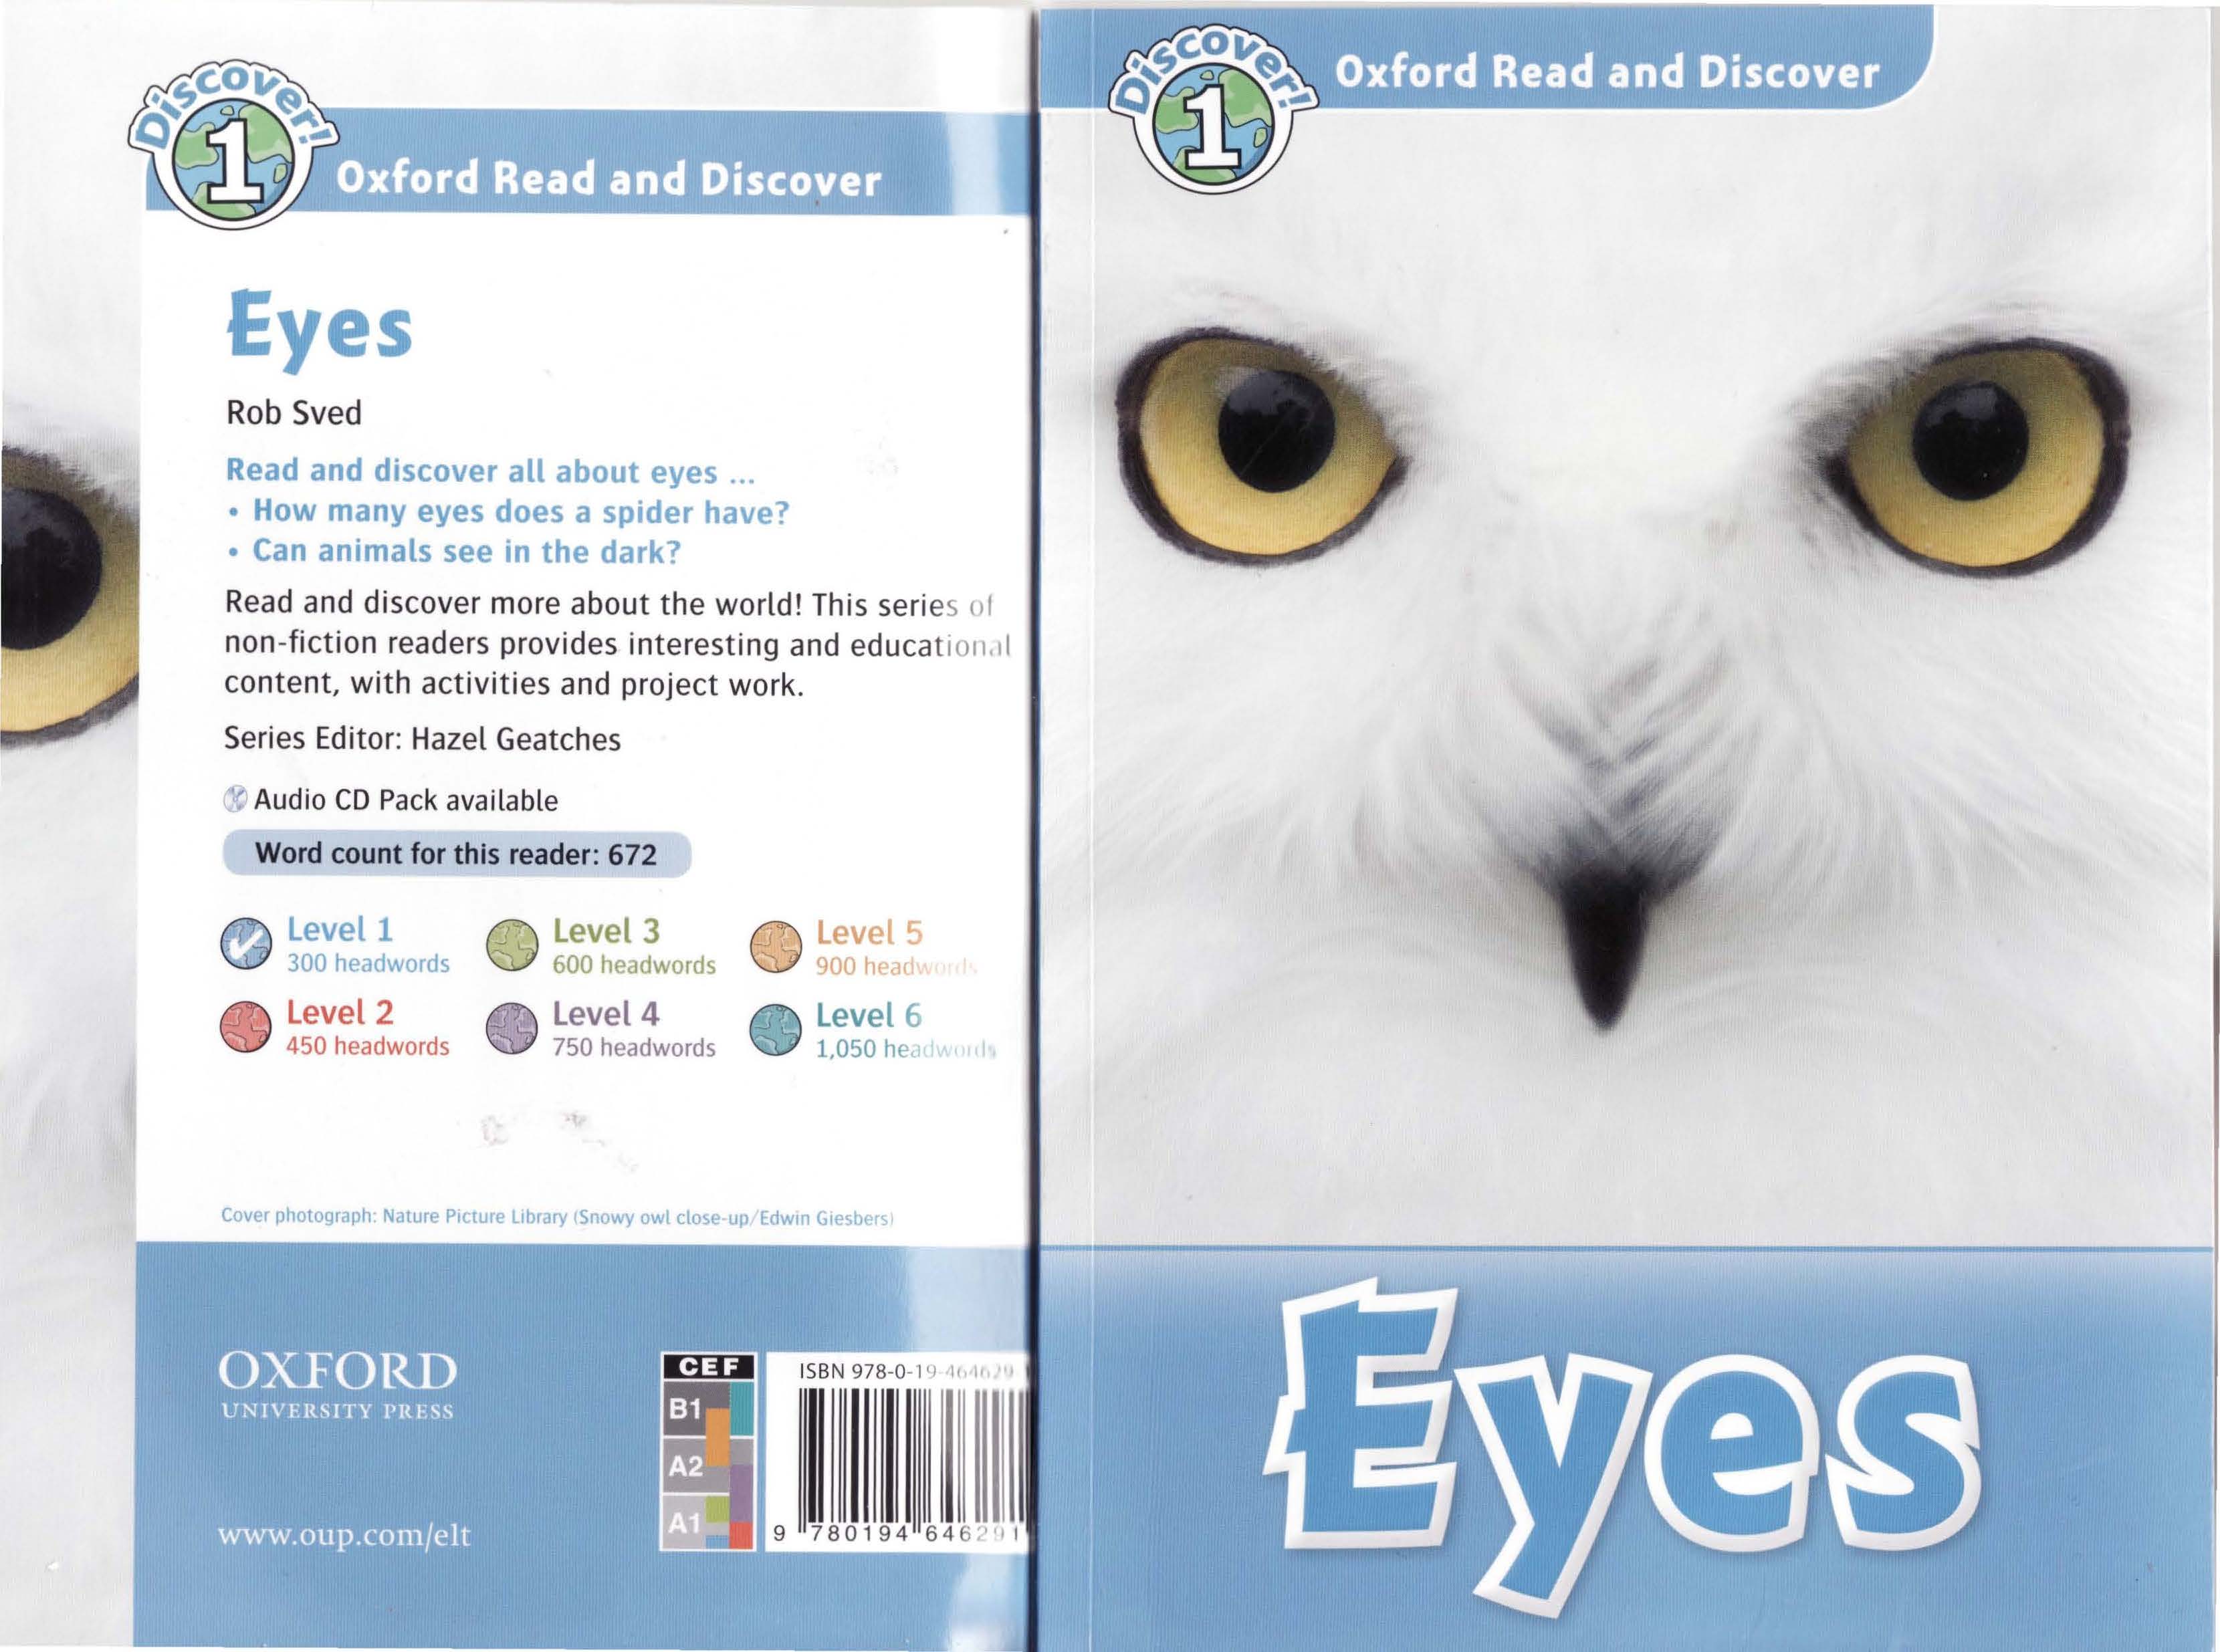 Discover!
1
Oxford Read and Discover
Eyes
Rob Sved
Read and discover all about eyes ...
• How many eyes does a spider have?
• Can animals see in the dark?
Read and discover more about the world! This series of
non-fiction readers provides interesting and educational
content, with activities and project work.
Series Editor: Hazel Geatches
Audio CD Pack available
Word count for this reader: 672
Level 1
300 headwords
Level 3
600 headwords
Level 5
900 headwords
Level 2
450 headwords
Level 4
750 headwords
Level 6
1,050 headwords
Cover photograph: Nature Picture Library (Snowy owl close-up/Edwin Giesbers)
OXFORD
UNIVERSITY PRESS
www.oup.com/elt
CEF
B1
A2
A1
ISBN 978-0-19-464629-1
9 780194 646291
Discover!
1
Oxford Read and Discover
Eyes